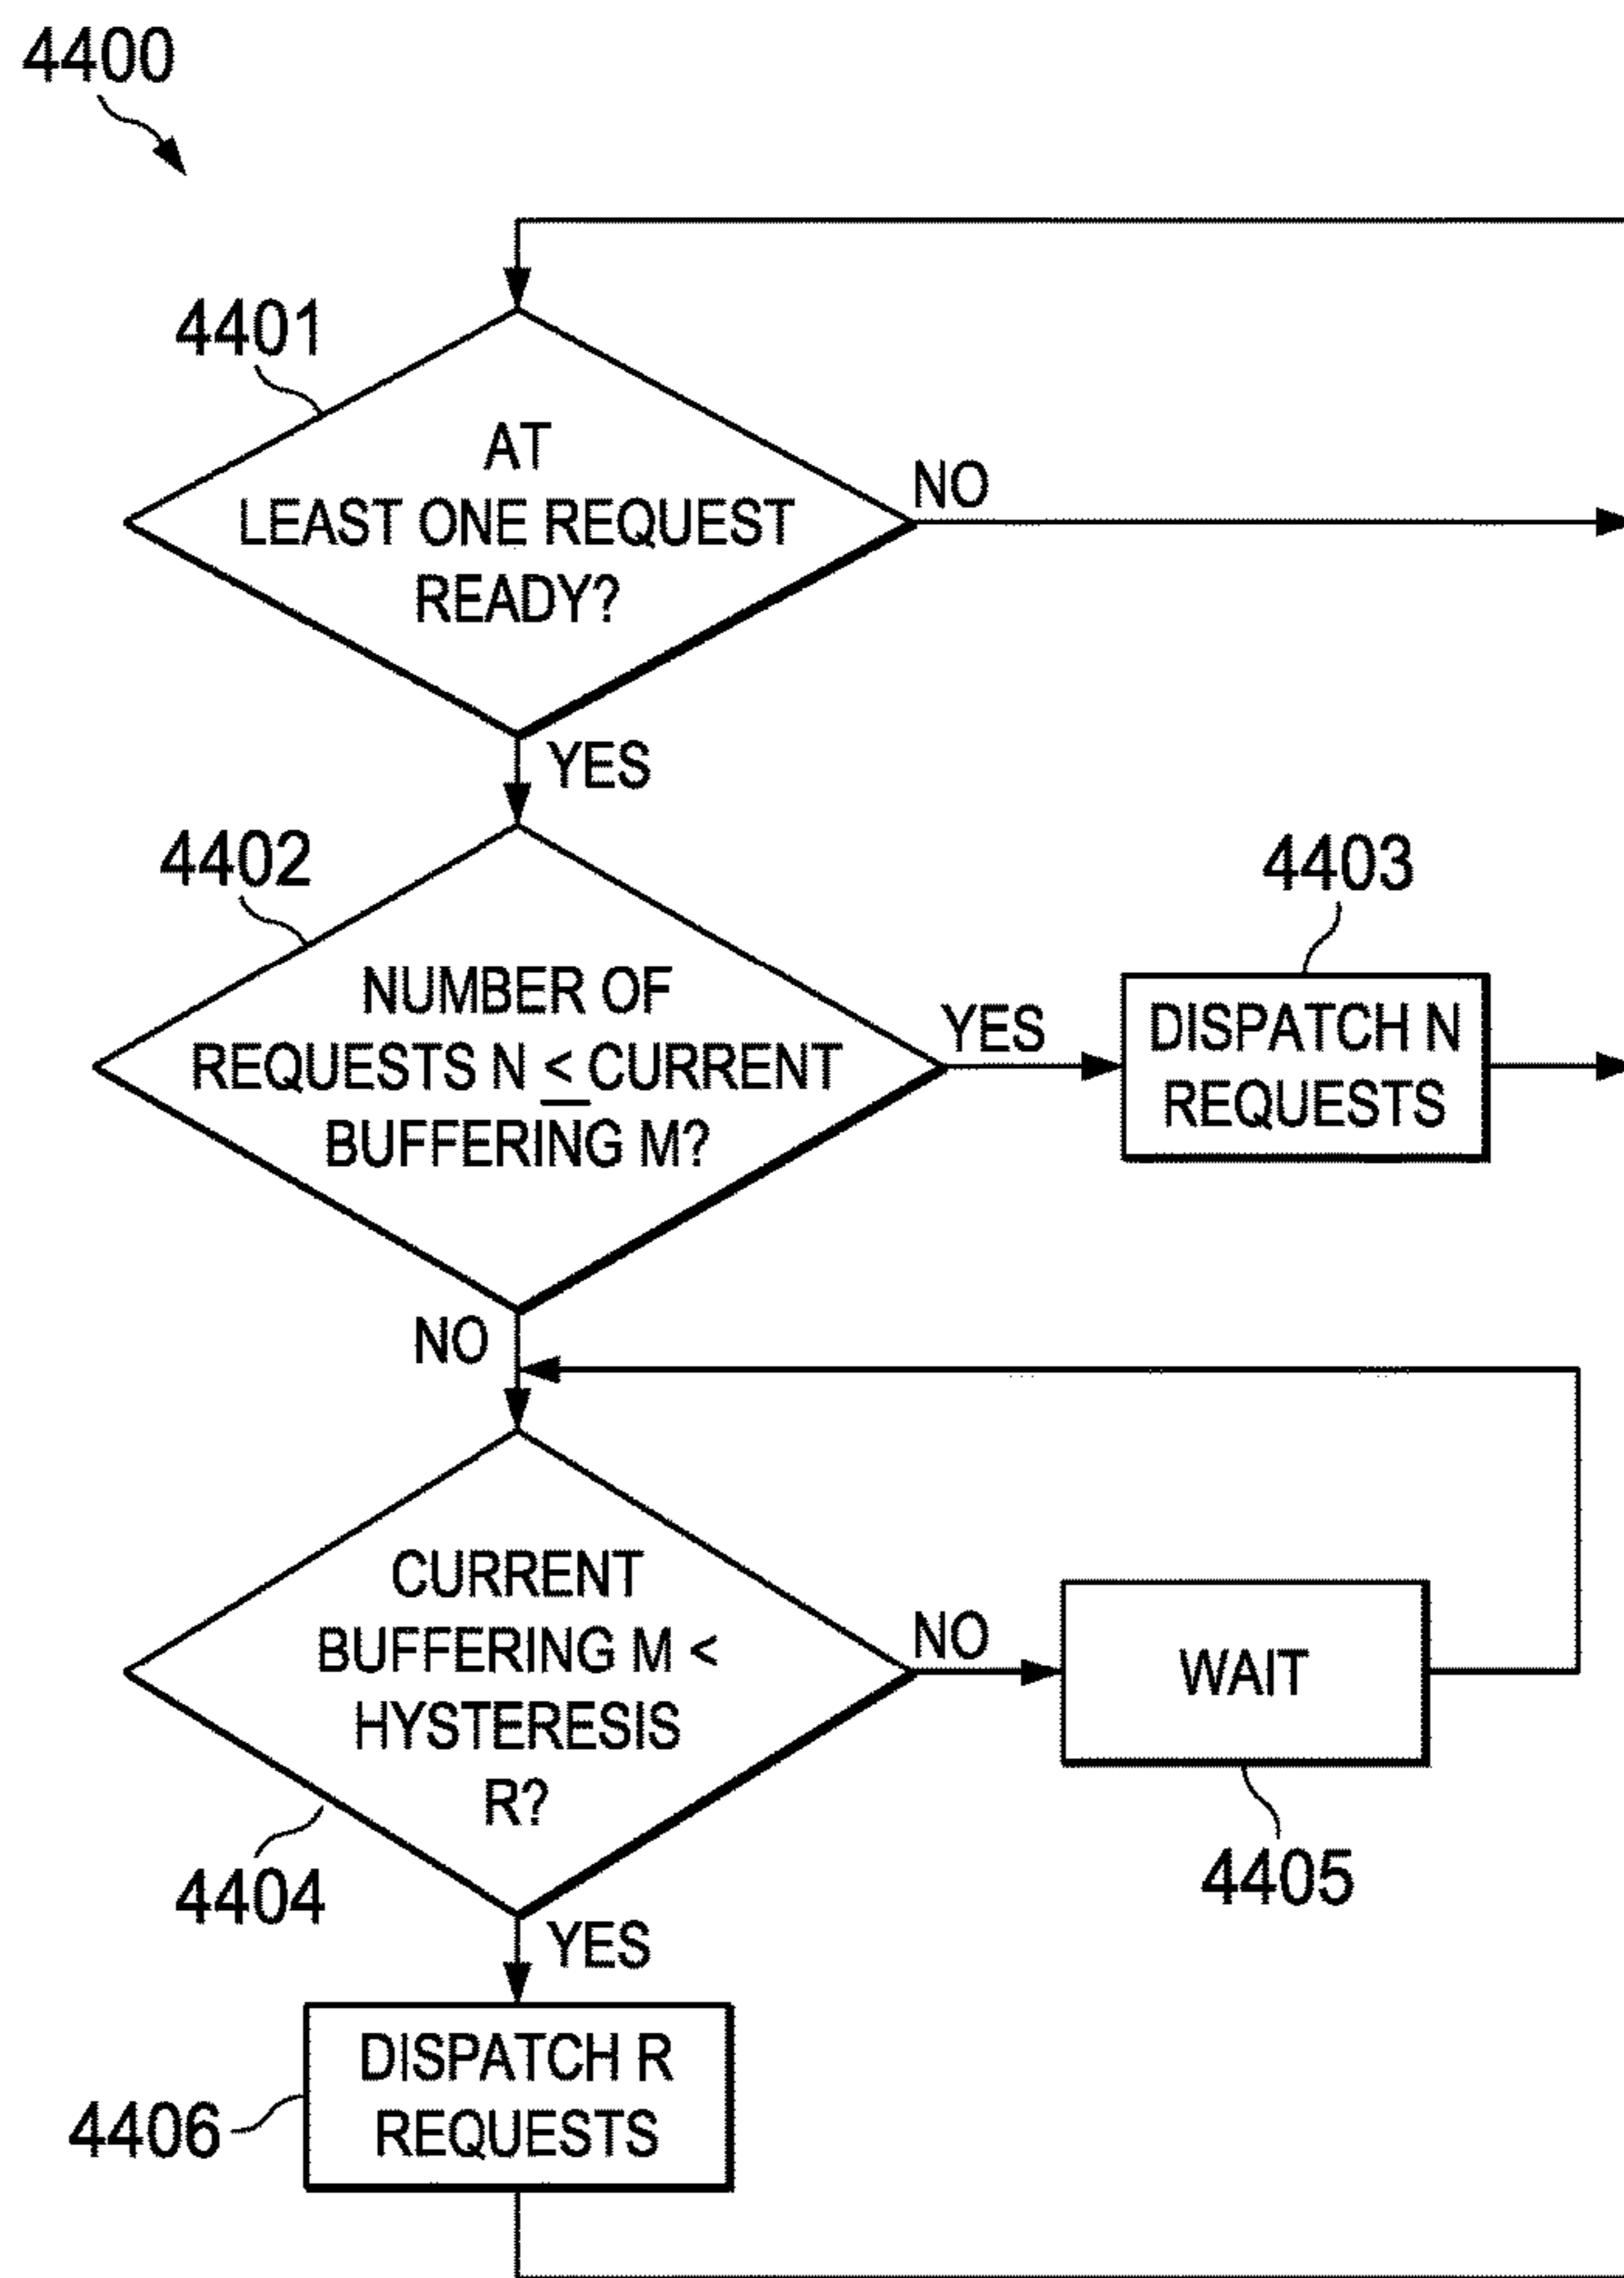 4400
4401
AT
LEAST ONE REQUEST
READY?
NO
YES
4402
NUMBER OF
REQUESTS N ≤ CURRENT
BUFFERING M?
YES
4403
DISPATCH N
REQUESTS
NO
CURRENT
BUFFERING M <
HYSTERESIS
R?
NO
WAIT
4404
4405
YES
DISPATCH R
REQUESTS
4406